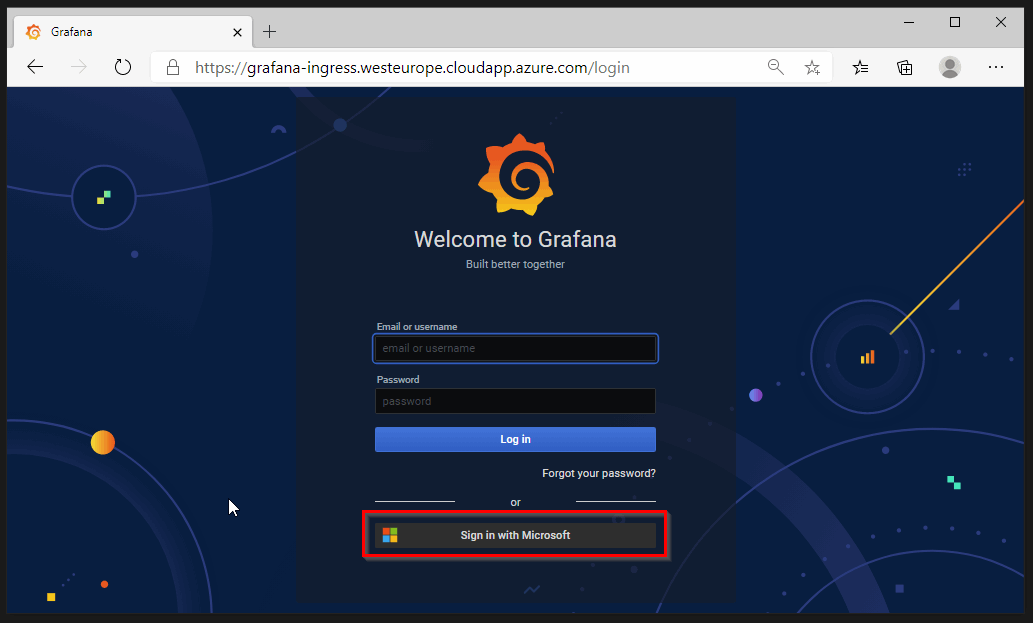 Grafana
https://grafana-ingress.westeurope.cloudapp.azure.com/login
Welcome to Grafana
Built better together
Email or username
email or username
Password
password
Log in
Forgot your password?
or
Sign in with Microsoft